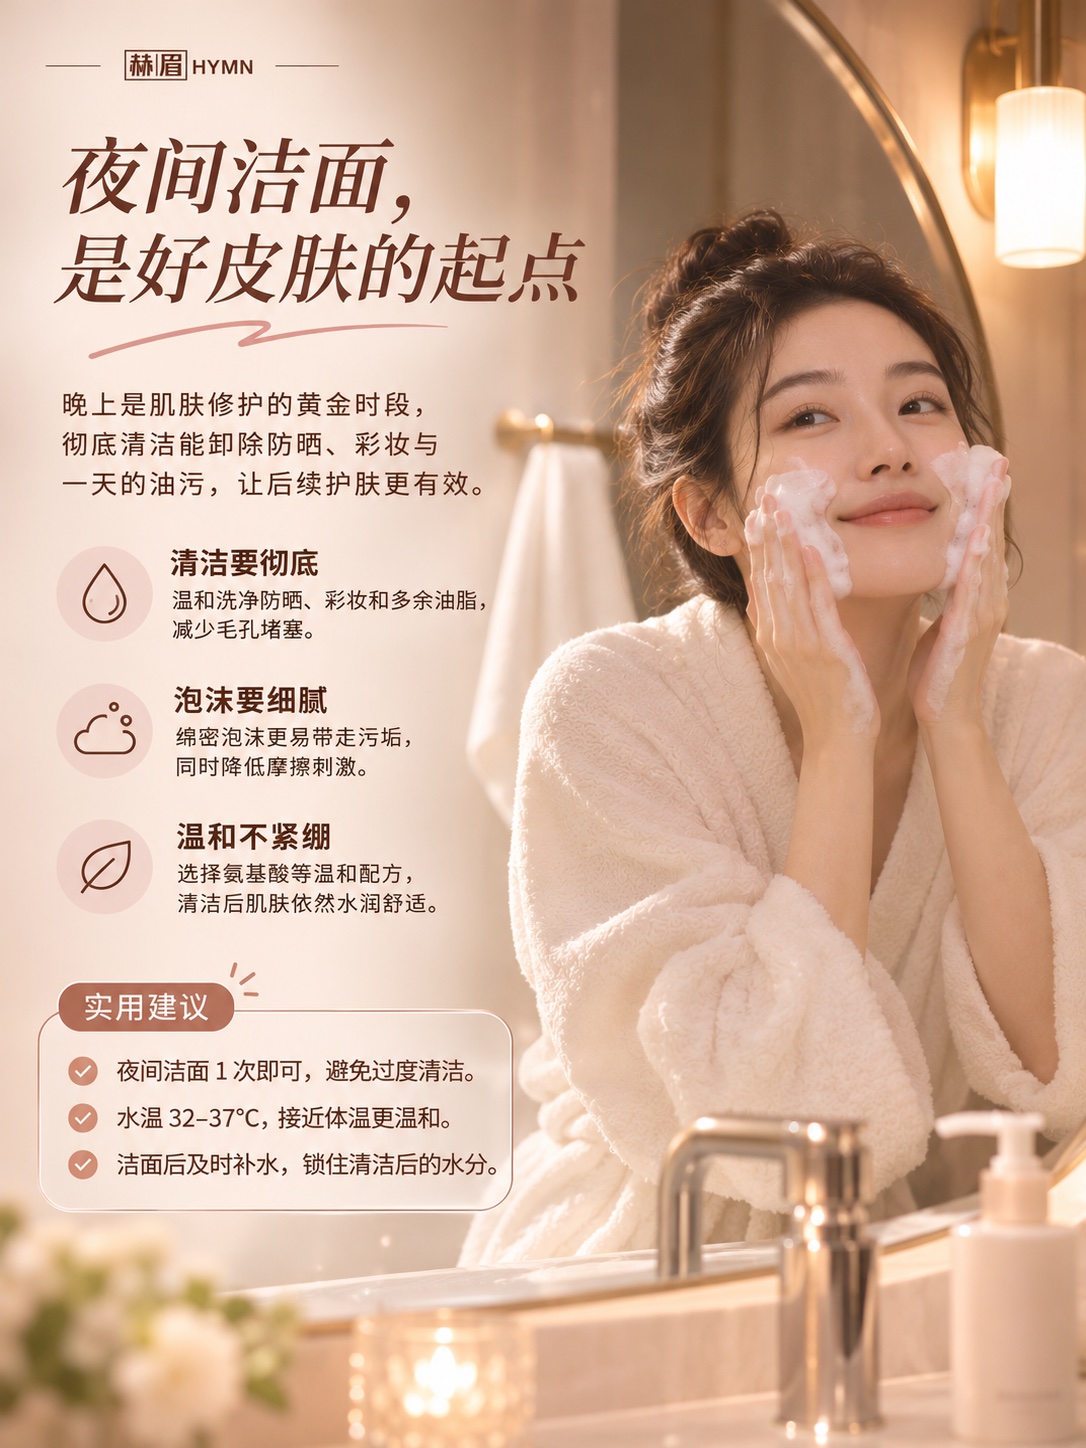 赫眉 HYMN
夜间洁面，
是好皮肤的起点
晚上是肌肤修护的黄金时段，
彻底清洁能卸除防晒、彩妆与
一天的油污，让后续护肤更有效。
清洁要彻底
温和洗净防晒、彩妆和多余油脂，
减少毛孔堵塞。
泡沫要细腻
绵密泡沫更易带走污垢，
同时降低摩擦刺激。
温和不紧绷
选择氨基酸等温和配方，
清洁后肌肤依然水润舒适。
实用建议
夜间洁面 1 次即可，避免过度清洁。
水温 32–37°C，接近体温更温和。
洁面后及时补水，锁住清洁后的水分。